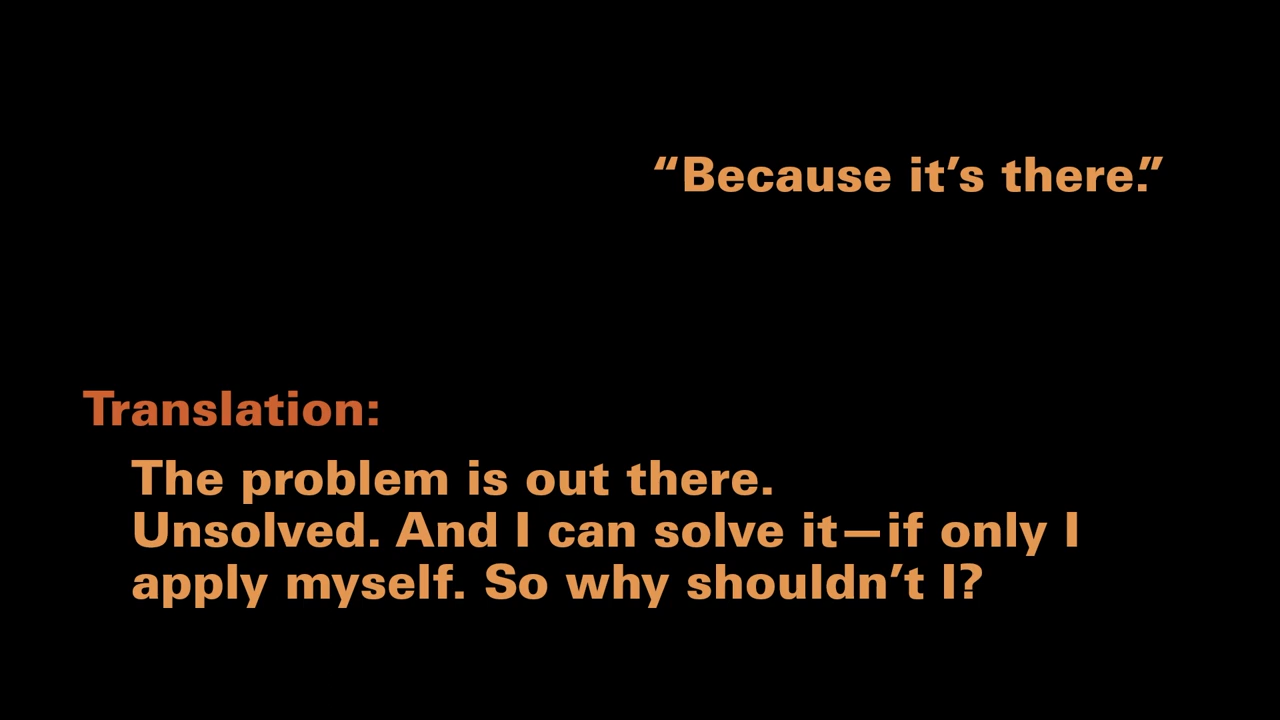 “Because it’s there.”
Translation:
The problem is out there.
Unsolved. And I can solve it—if only I
apply myself. So why shouldn’t I?